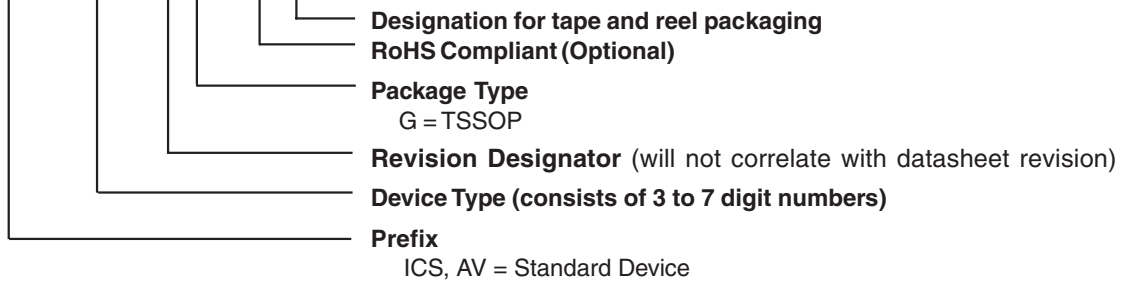 Designation for tape and reel packaging
RoHS Compliant (Optional)
Package Type
G = TSSOP
Revision Designator (will not correlate with datasheet revision)
Device Type (consists of 3 to 7 digit numbers)
Prefix
ICS, AV = Standard Device